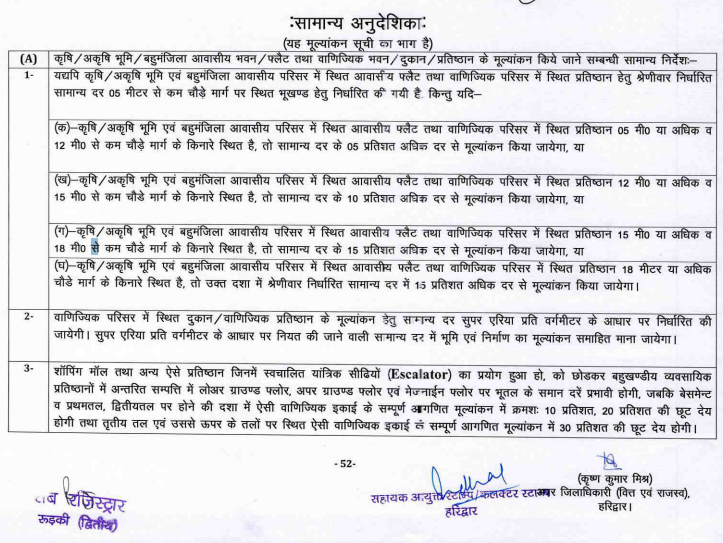 :सामान्य अनुदेशिका:
(यह मूल्यांकन सूची का भाग है)
(A) कृषि/अकृषि भूमि/बहुमंजिला आवासीय भवन/फ्लैट तथा वाणिज्यिक भवन/दुकान/प्रतिष्ठान के मूल्यांकन किये जाने सम्बन्धी सामान्य निर्देशः–
1- यद्यपि कृषि/अकृषि भूमि एवं बहुमंजिला आवासीय परिसर में स्थित आवासीय फ्लैट तथा वाणिज्यिक परिसर में स्थित प्रतिष्ठान हेतु श्रेणीवार निर्धारित
सामान्य दर 05 मीटर से कम चौड़े मार्ग पर स्थित भूखण्ड हेतु निर्धारित की गयी है किन्तु यदि–
(क)–कृषि/अकृषि भूमि एवं बहुमंजिला आवासीय परिसर में स्थित आवासीय फ्लैट तथा वाणिज्यिक परिसर में स्थित प्रतिष्ठान 05 मी0 या अधिक व
12 मी0 से कम चौड़े मार्ग के किनारे स्थित है, तो सामान्य दर के 05 प्रतिशत अधिक दर से मूल्यांकन किया जायेगा, या
(ख)–कृषि/अकृषि भूमि एवं बहुमंजिला आवासीय परिसर में स्थित आवासीय फ्लैट तथा वाणिज्यिक परिसर में स्थित प्रतिष्ठान 12 मी0 या अधिक व
15 मी0 से कम चौड़े मार्ग के किनारे स्थित है, तो सामान्य दर के 10 प्रतिशत अधिक दर से मूल्यांकन किया जायेगा, या
(ग)–कृषि/अकृषि भूमि एवं बहुमंजिला आवासीय परिसर में स्थित आवासीय फ्लैट तथा वाणिज्यिक परिसर में स्थित प्रतिष्ठान 15 मी0 या अधिक व
18 मी0 से कम चौडे मार्ग के किनारे स्थित है, तो सामान्य दर के 15 प्रतिशत अधिक दर से मूल्यांकन किया जायेगा, या
(घ)–कृषि/अकृषि भूमि एवं बहुमंजिला आवासीय परिसर में स्थित आवासीय फ्लैट तथा वाणिज्यिक परिसर में स्थित प्रतिष्ठान 18 मीटर या अधिक
चौडे मार्ग के किनारे स्थित है, तो उक्त दशा में श्रेणीवार निर्धारित सामान्य दर में प्रतिशत अधिक दर से मूल्यांकन किया जायेगा।
2- वाणिज्यिक परिसर में स्थित दुकान/वाणिज्यिक प्रतिष्ठान के मूल्यांकन हेतु सामान्य दर सुपर एरिया प्रति वर्गमीटर के आधार पर निर्धारित की
जायेगी। सुपर एरिया प्रति वर्गमीटर के आधार पर नियत की जाने वाली सामान्य दर में भूमि एवं निर्माण का मूल्यांकन समाहित माना जायेगा।
3- शॉपिंग मॉल तथा अन्य ऐसे प्रतिष्ठान जिनमें स्वचालित यांत्रिक सीढियों (Escalator) का प्रयोग हुआ हो, को छोडकर बहुखण्डीय व्यवसायिक
प्रतिष्ठानों में अन्तरित सम्पत्ति में लोअर ग्राउण्ड फ्लोर, अपर ग्राउण्ड फ्लोर एवं मेज्नाईन फ्लोर पर भूतल के समान दरें प्रभावी होगी, जबकि बेसमेन्ट
व प्रथमतल, द्वितीयतल पर होने की दशा में ऐसी वाणिज्यिक इकाई के सम्पूर्ण आगणित मूल्यांकन में क्रमशः 10 प्रतिशत, 20 प्रतिशत की छूट देय
होगी तथा तृतीय तल एवं उससे ऊपर के तलों पर स्थित ऐसी वाणिज्यिक इकाई के सम्पूर्ण आगणित मूल्यांकन में 30 प्रतिशत की छूट देय होगी।
- 52-
सब रजिस्ट्रार
रूड़की (द्वितीय)
सहायक आयुक्त स्टाम्प/कलक्टर स्टाम्प
हरिद्वार
(कृष्ण कुमार मिश्र)
अपर जिलाधिकारी (वित्त एवं राजस्व),
हरिद्वार।